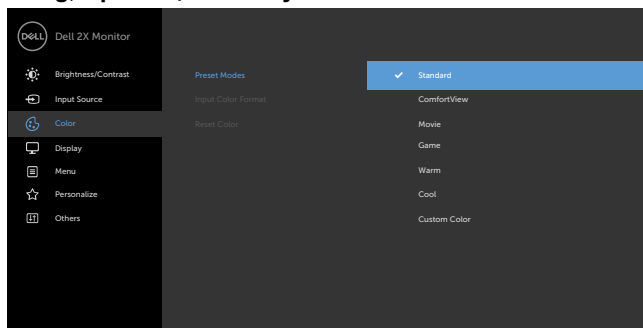 DELL
Dell 2X Monitor
Brightness/Contrast
Preset Modes
Standard
Input Source
Input Color Format
ComfortView
Color
Reset Color
Movie
Display
Game
Menu
Warm
Personalize
Cool
Others
Custom Color